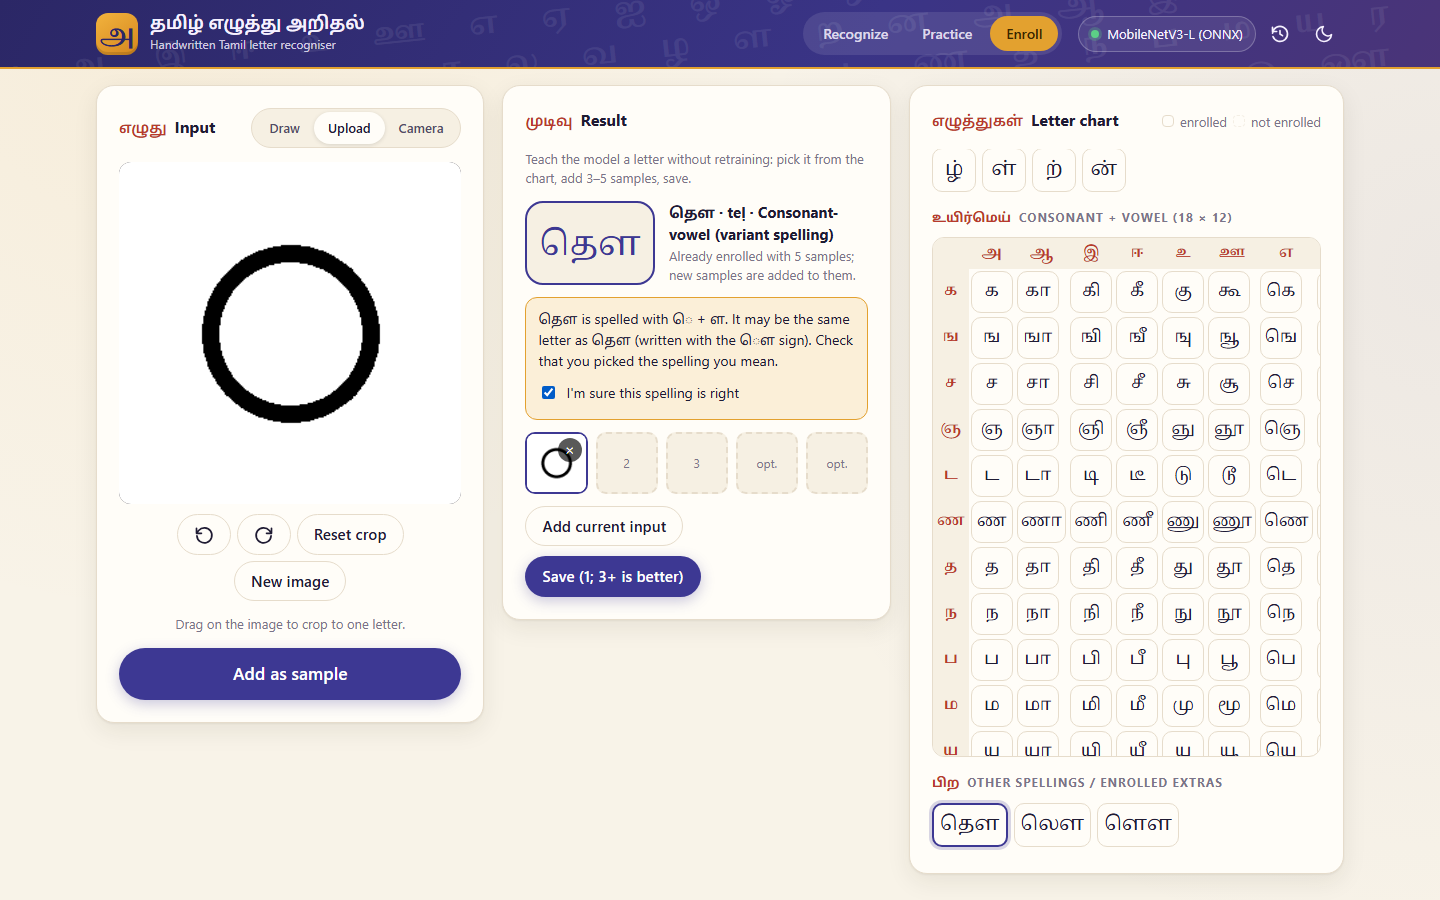 அ
தமிழ் எழுத்து அறிதல்
Handwritten Tamil letter recogniser
Recognize Practice Enroll
MobileNetV3-L (ONNX)
எழுது Input
Draw Upload Camera
Reset crop
New image
Drag on the image to crop to one letter.
Add as sample
முடிவு Result
Teach the model a letter without retraining: pick it from the
chart, add 3–5 samples, save.
தெள
தெள · teḷ · Consonant-
vowel (variant spelling)
Already enrolled with 5 samples;
new samples are added to them.
தெள is spelled with ெ + ள. It may be the same
letter as தௌ (written with the ௌ sign). Check
that you picked the spelling you mean.
I'm sure this spelling is right
2 3 opt. opt.
Add current input
Save (1; 3+ is better)
எழுத்துகள் Letter chart
enrolled not enrolled
ழ் ள் ற் ன்
உயிர்மெய் CONSONANT + VOWEL (18 × 12)
அ ஆ இ ஈ உ ஊ எ
க க கா கி கீ கு கூ கெ
ங ங ஙா ஙி ஙீ ஙு ஙூ ஙெ
ச ச சா சி சீ சு சூ செ
ஞ ஞ ஞா ஞி ஞீ ஞு ஞூ ஞெ
ட ட டா டி டீ டு டூ டெ
ண ண ணா ணி ணீ ணு ணூ ணெ
த த தா தி தீ து தூ தெ
ந ந நா நி நீ நு நூ நெ
ப ப பா பி பீ பு பூ பெ
ம ம மா மி மீ மு மூ மெ
ய ய யா யி யீ யு யூ யெ
பிற OTHER SPELLINGS / ENROLLED EXTRAS
தெள லெள ளெள